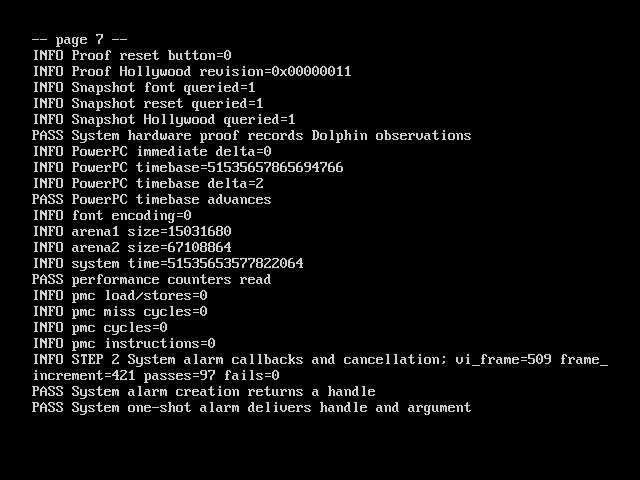 -- page 7 --
INFO Proof reset button=0
INFO Proof Hollywood revision=0x00000011
INFO Snapshot font queried=1
INFO Snapshot reset queried=1
INFO Snapshot Hollywood queried=1
PASS System hardware proof records Dolphin observations
INFO PowerPC immediate delta=0
INFO PowerPC timebase=51535657865694766
INFO PowerPC timebase delta=2
PASS PowerPC timebase advances
INFO font encoding=0
INFO arena1 size=15031680
INFO arena2 size=67108864
INFO system time=51535653577822064
PASS performance counters read
INFO pmc load/stores=0
INFO pmc miss cycles=0
INFO pmc cycles=0
INFO pmc instructions=0
INFO STEP 2 System alarm callbacks and cancellation; vi_frame=509 frame_
increment=421 passes=97 fails=0
PASS System alarm creation returns a handle
PASS System one-shot alarm delivers handle and argument